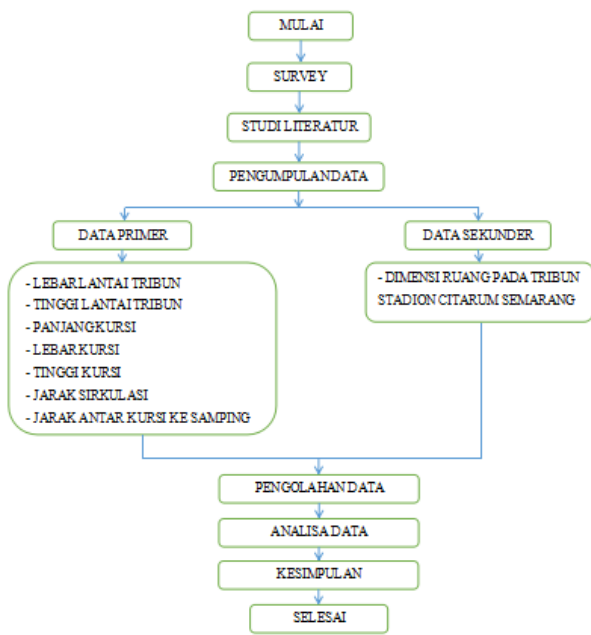 MULAI
SURVEY
STUDI LITERATUR
PENGUMPULAN DATA
DATA PRIMER
DATA SEKUNDER
- LEBAR LANTAI TRIBUN
- TINGGI LANTAI TRIBUN
- PANJANG KURSI
- LEBAR KURSI
- TINGGI KURSI
- JARAK SIRKULASI
- JARAK ANTAR KURSI KE SAMPING
- DIMENSI RUANG PADA TRIBUN
STADION CITARUM SEMARANG
PENGOLAHAN DATA
ANALISA DATA
KESIMPULAN
SELESAI